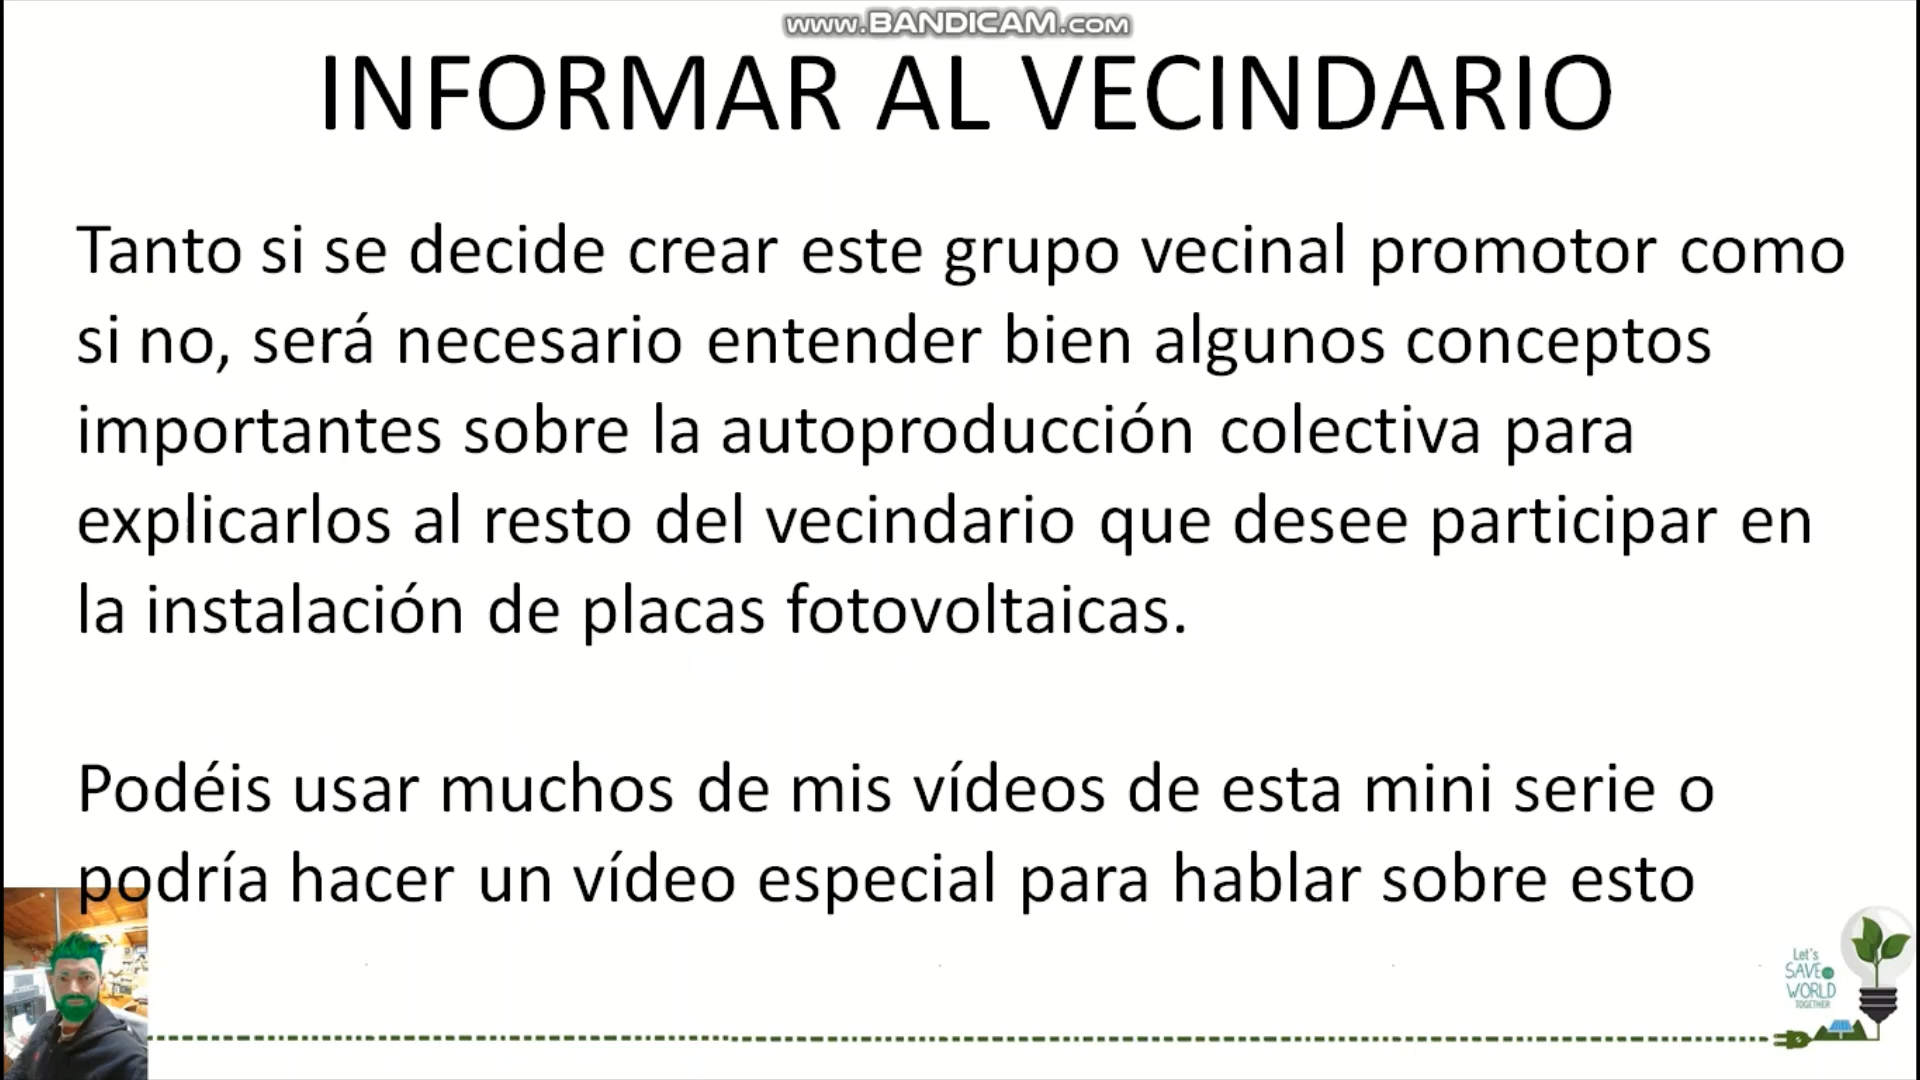 www.BANDICAM.com
INFORMAR AL VECINDARIO
Tanto si se decide crear este grupo vecinal promotor como
si no, será necesario entender bien algunos conceptos
importantes sobre la autoproducción colectiva para
explicarlos al resto del vecindario que desee participar en
la instalación de placas fotovoltaicas.
Podéis usar muchos de mis vídeos de esta mini serie o
podría hacer un vídeo especial para hablar sobre esto
Let's
SAVE
WORLD
TOGETHER